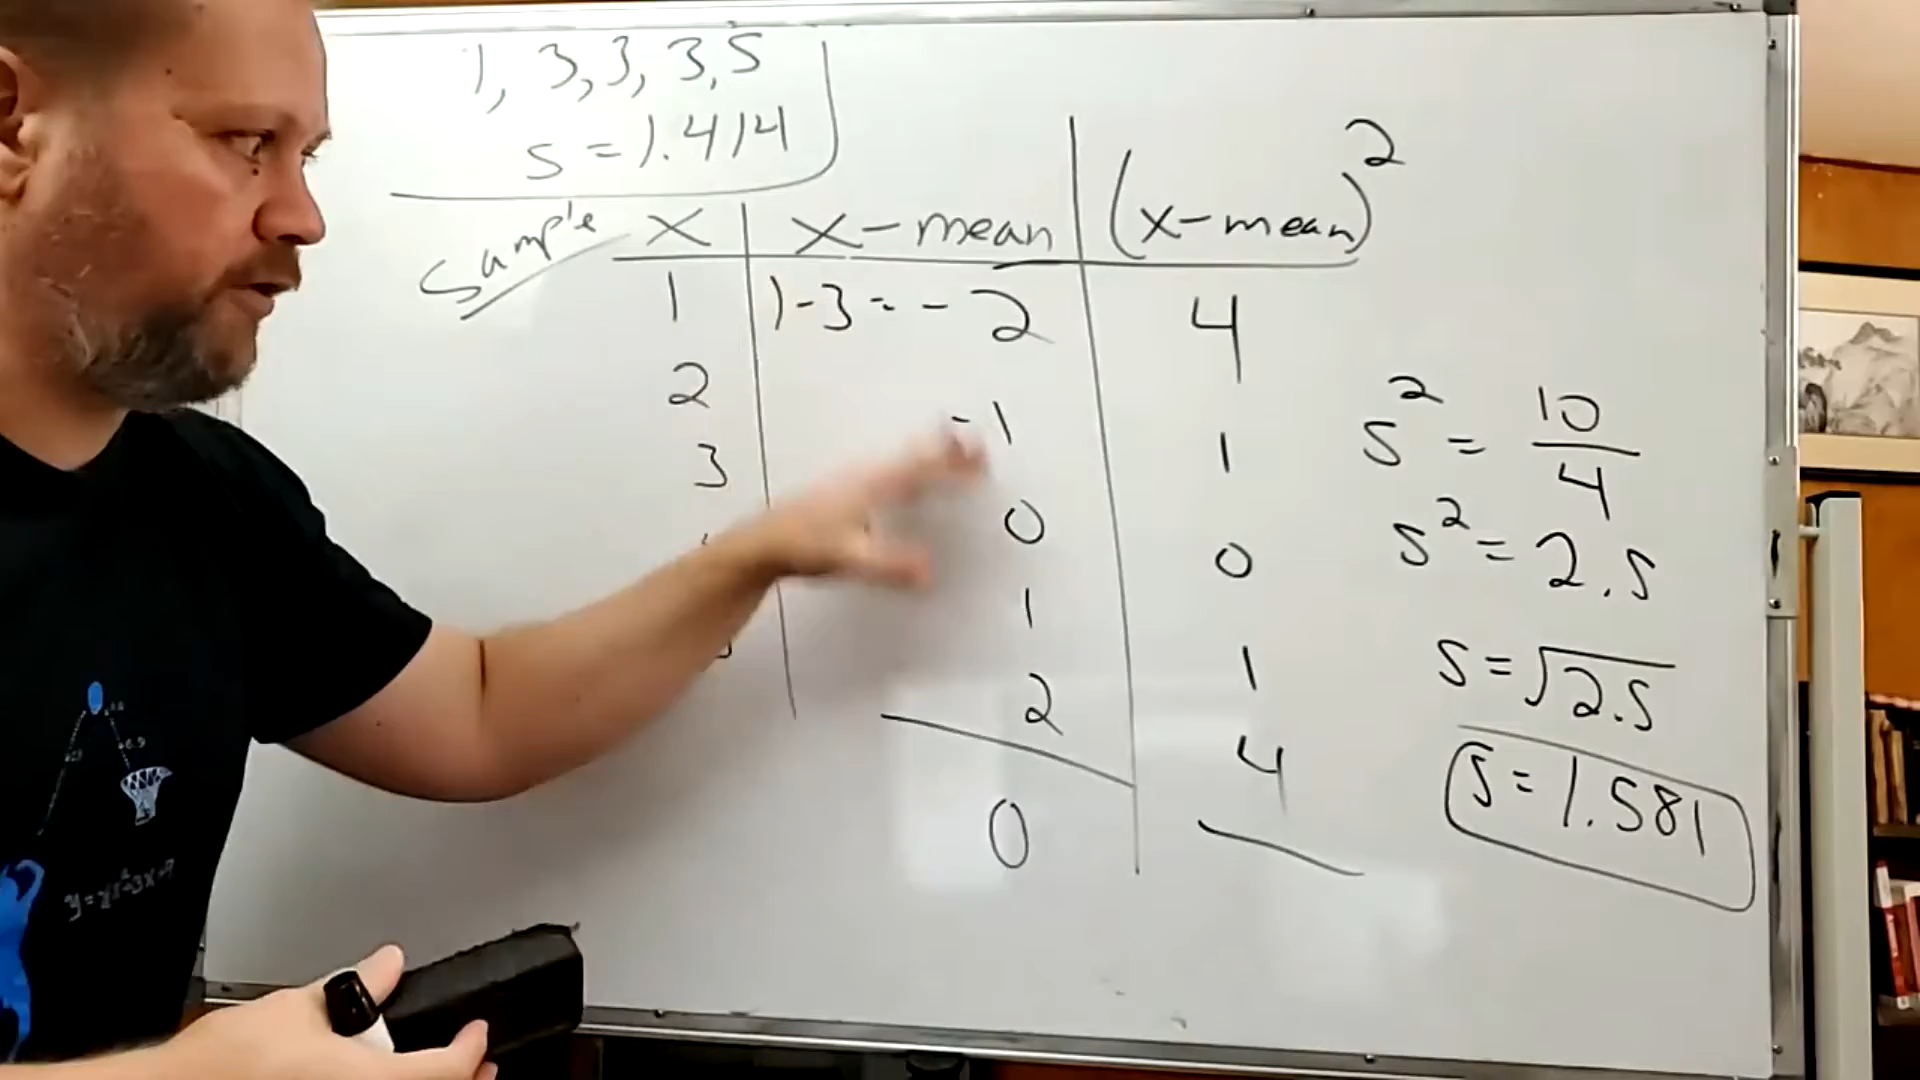 1, 3, 3, 3, 5
s = 1.414
Sample
x | x - mean | (x - mean)²
1 | 1-3 = -2 | 4
2 | -1 | 1
3 | 0 | 0
1 | 1
2 | 4
0
s² = 10/4
s² = 2.5
s = √2.5
s = 1.581